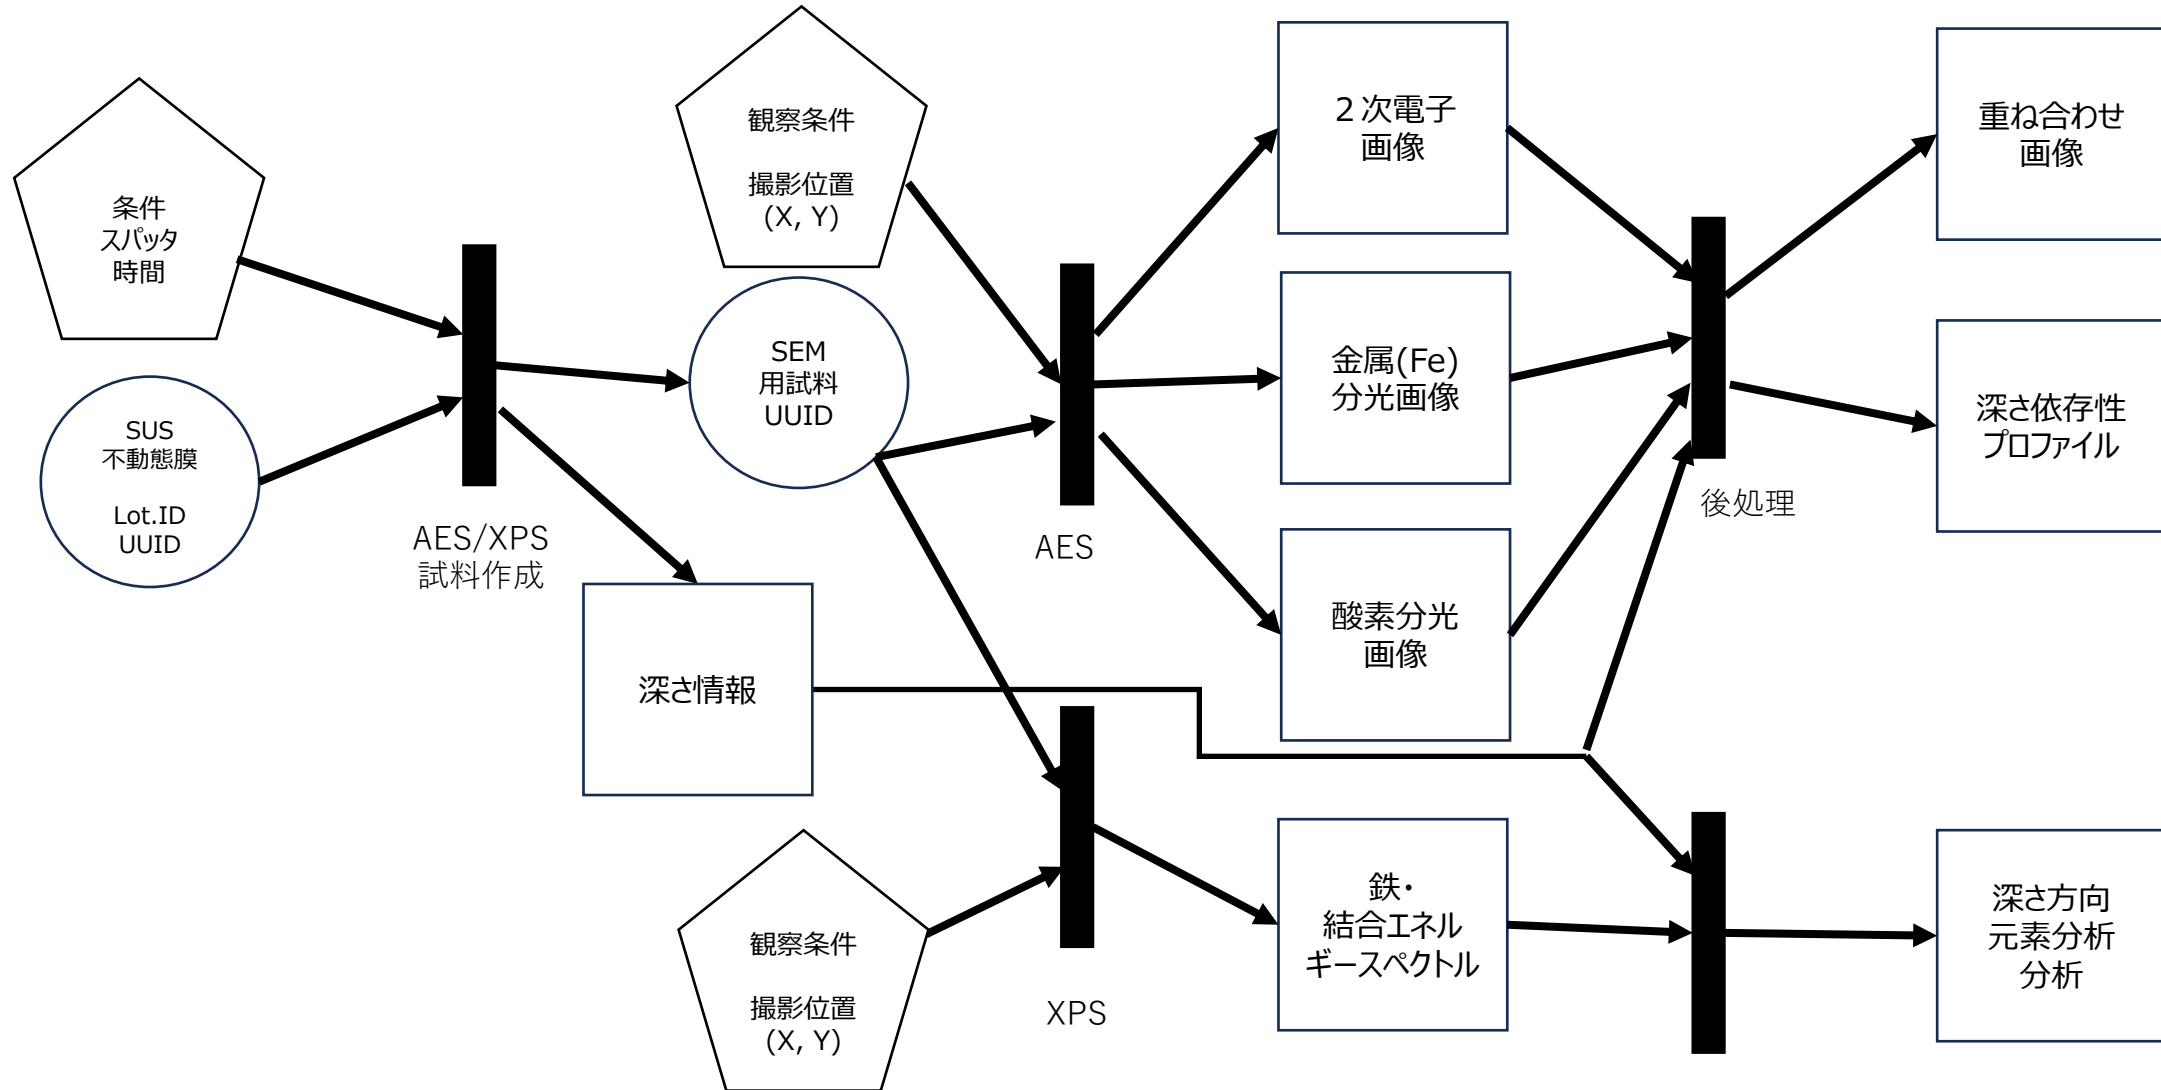 条件
スパッタ
時間
SUS
不動態膜
Lot.ID
UUID
AES/XPS
試料作成
観察条件
撮影位置
(X, Y)
SEM
用試料
UUID
深さ情報
観察条件
撮影位置
(X, Y)
AES
XPS
２次電子
画像
金属(Fe)
分光画像
酸素分光
画像
鉄・
結合エネル
ギースペクトル
後処理
重ね合わせ
画像
深さ依存性
プロファイル
深さ方向
元素分析
分析